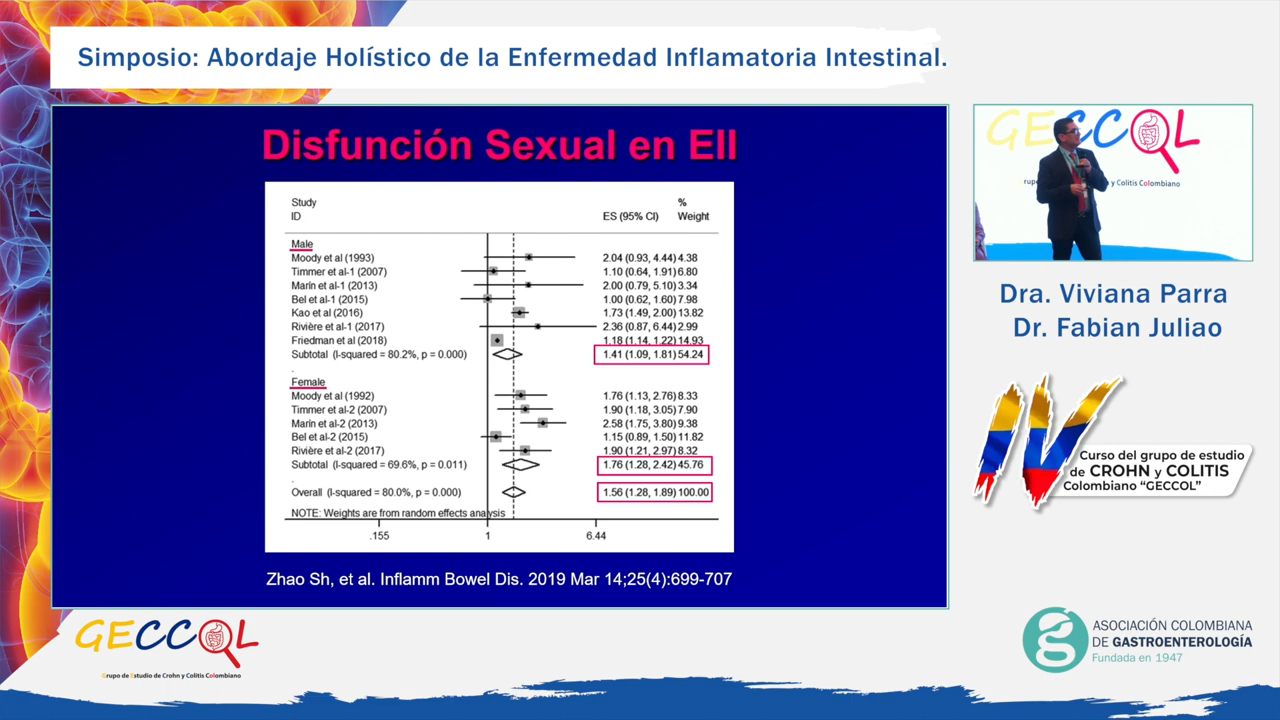 Simposio: Abordaje Holístico de la Enfermedad Inflamatoria Intestinal.
Disfunción Sexual en EII
Study %
ID ES (95% CI) Weight
Male
Moody et al (1993) 2.04 (0.93, 4.44) 4.38
Timmer et al-1 (2007) 1.10 (0.64, 1.91) 6.80
Marín et al-1 (2013) 2.00 (0.79, 5.10) 3.34
Bel et al-1 (2015) 1.00 (0.62, 1.60) 7.98
Kao et al (2016) 1.73 (1.49, 2.00) 13.82
Rivière et al-1 (2017) 2.36 (0.87, 6.44) 2.99
Friedman et al (2018) 1.18 (1.14, 1.22) 14.93
Subtotal (I-squared = 80.2%, p = 0.000) 1.41 (1.09, 1.81) 54.24
.
Female
Moody et al (1992) 1.76 (1.13, 2.76) 8.33
Timmer et al-2 (2007) 1.90 (1.18, 3.05) 7.90
Marín et al-2 (2013) 2.58 (1.75, 3.80) 9.38
Bel et al-2 (2015) 1.15 (0.89, 1.50) 11.82
Rivière et al-2 (2017) 1.90 (1.21, 2.97) 8.32
Subtotal (I-squared = 69.6%, p = 0.011) 1.76 (1.28, 2.42) 45.76
.
Overall (I-squared = 80.0%, p = 0.000) 1.56 (1.28, 1.89) 100.00
NOTE: Weights are from random effects analysis
.155 1 6.44
Zhao Sh, et al. Inflamm Bowel Dis. 2019 Mar 14;25(4):699-707
GECCOL
y Colitis Colombiano
Dra. Viviana Parra
Dr. Fabian Juliao
IV
Curso del grupo de estudio
de CROHN y COLITIS
Colombiano "GECCOL"
GECCOL
Grupo de Estudio de Crohn y Colitis Colombiano
ASOCIACIÓN COLOMBIANA
DE GASTROENTEROLOGÍA
Fundada en 1947